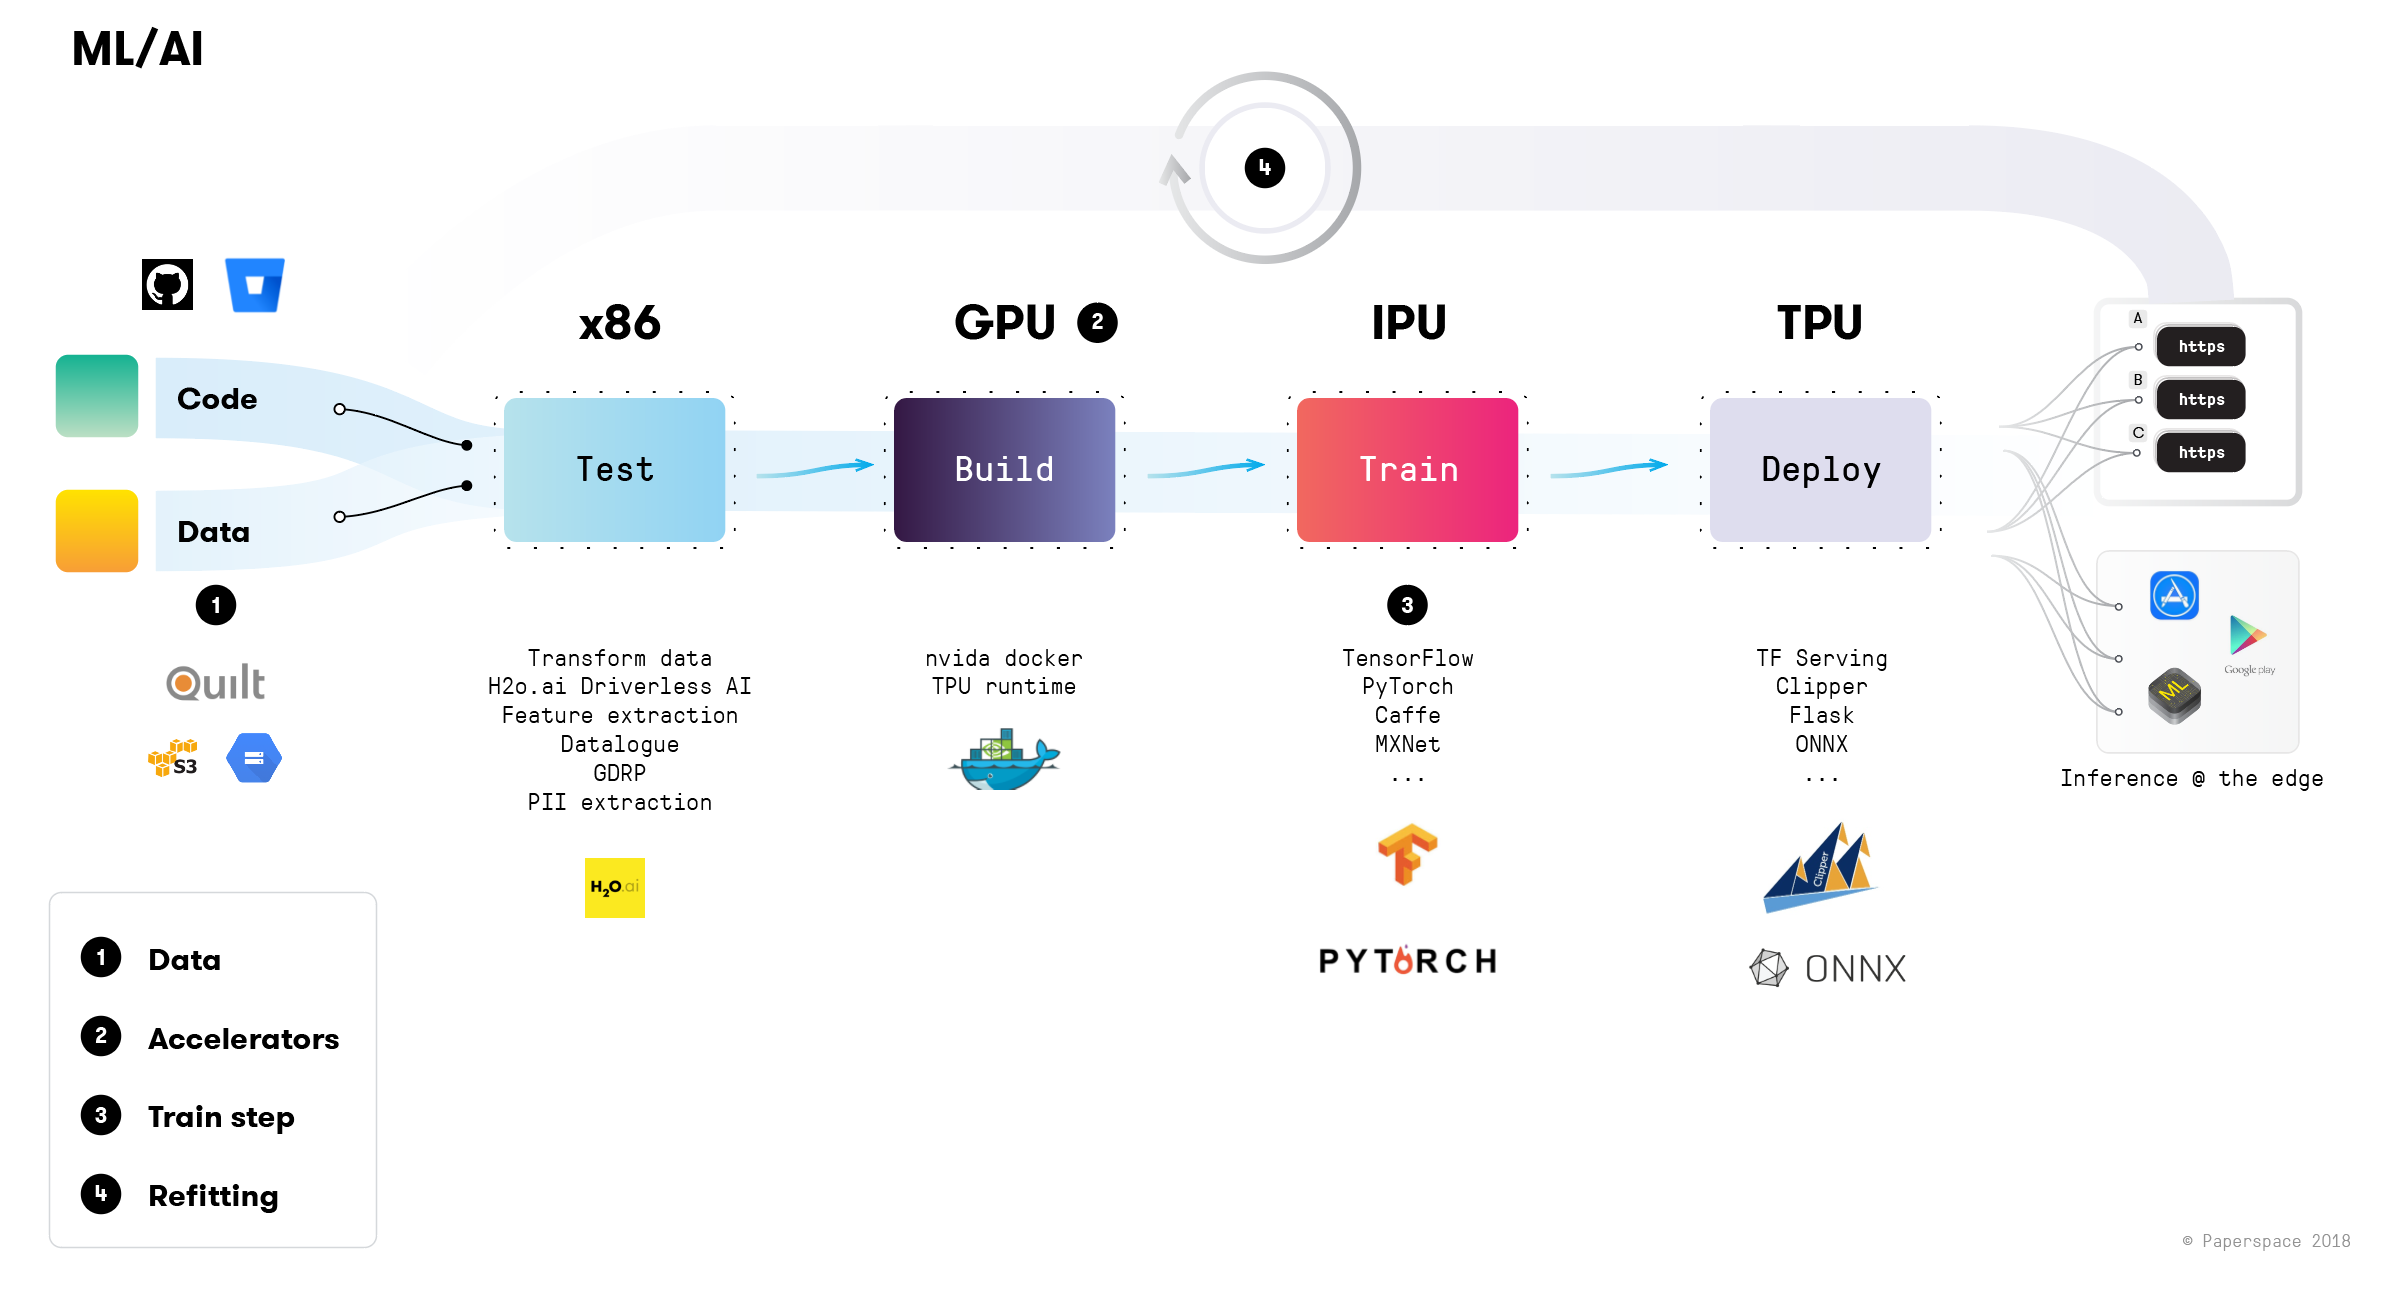 ML/AI
4
x86
GPU 2
IPU
TPU
Code
Data
1
Quilt
S3
Test
Build
Train
Deploy
A
https
B
https
C
https
Transform data
H2o.ai Driverless AI
Feature extraction
Datalogue
GDRP
PII extraction
H2O.ai
nvida docker
TPU runtime
3
TensorFlow
PyTorch
Caffe
MXNet
...
PYTORCH
TF Serving
Clipper
Flask
ONNX
...
Clipper
ONNX
Google play
ML
Inference @ the edge
1 Data
2 Accelerators
3 Train step
4 Refitting
© Paperspace 2018